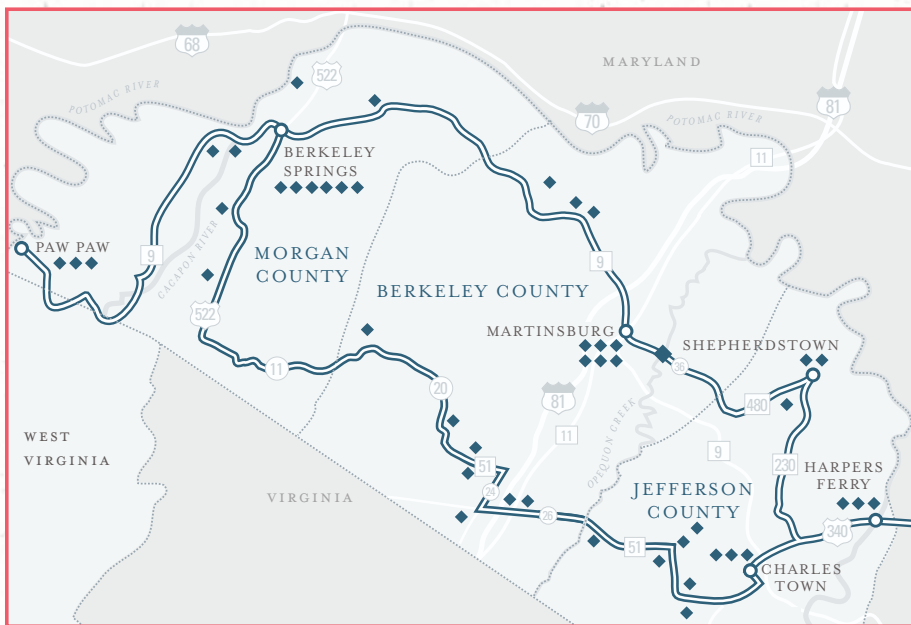 68
522
MARYLAND
POTOMAC RIVER
81
70
POTOMAC RIVER
11
BERKELEY
SPRINGS
PAW PAW
9
CACAPON RIVER
MORGAN
COUNTY
9
BERKELEY COUNTY
522
MARTINSBURG
SHEPHERDSTOWN
11
36
20
81
480
OPEQUON CREEK
11
WEST
VIRGINIA
9
51
230
HARPERS
FERRY
24
VIRGINIA
JEFFERSON
COUNTY
26
340
51
CHARLES
TOWN